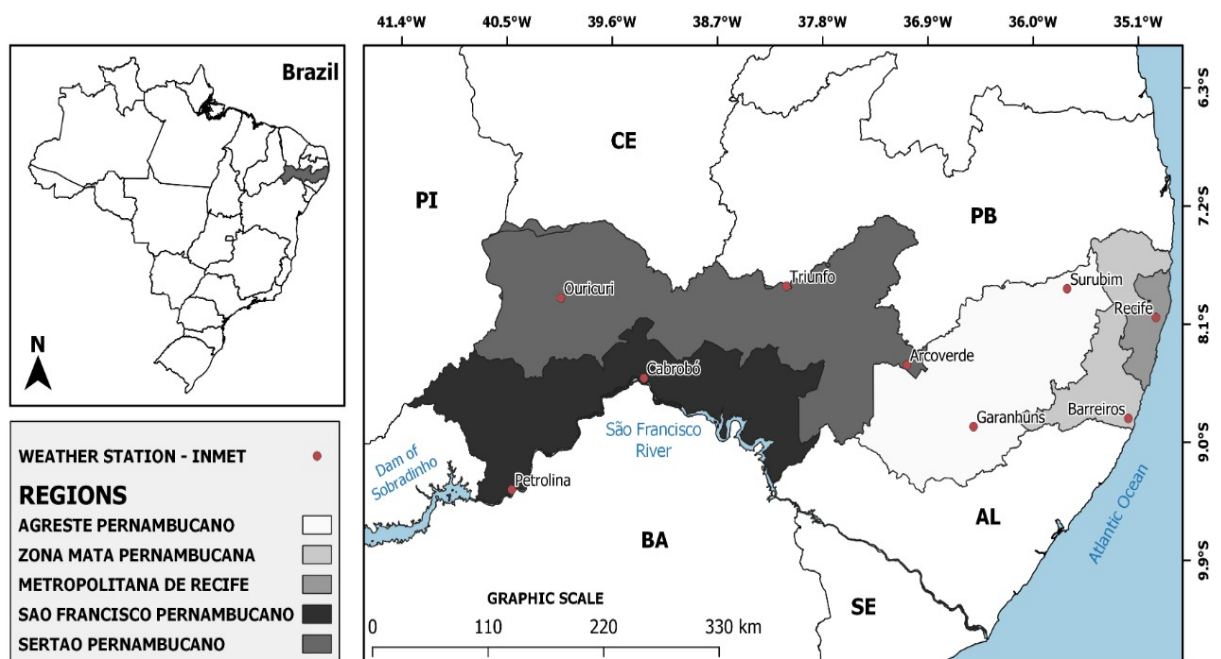 41.4°W 40.5°W 39.6°W 38.7°W 37.8°W 36.9°W 36.0°W 35.1°W
Brazil
N
WEATHER STATION - INMET
REGIONS
AGRESTE PERNAMBUCANO
ZONA MATA PERNAMBUCANA
METROPOLITANA DE RECIFE
SAO FRANCISCO PERNAMBUCANO
SERTAO PERNAMBUCANO
CE
PI
PB
Ouricuri
Triunfo
Surubim
Recife
Arcoverde
Cabrobó
Garanhûns
Barreiros
São Francisco
River
Dam of
Sobradinho
Petrolina
AL
BA
SE
Atlantic Ocean
GRAPHIC SCALE
0 110 220 330 km
6.3°S
7.2°S
8.1°S
9.0°S
9.9°S